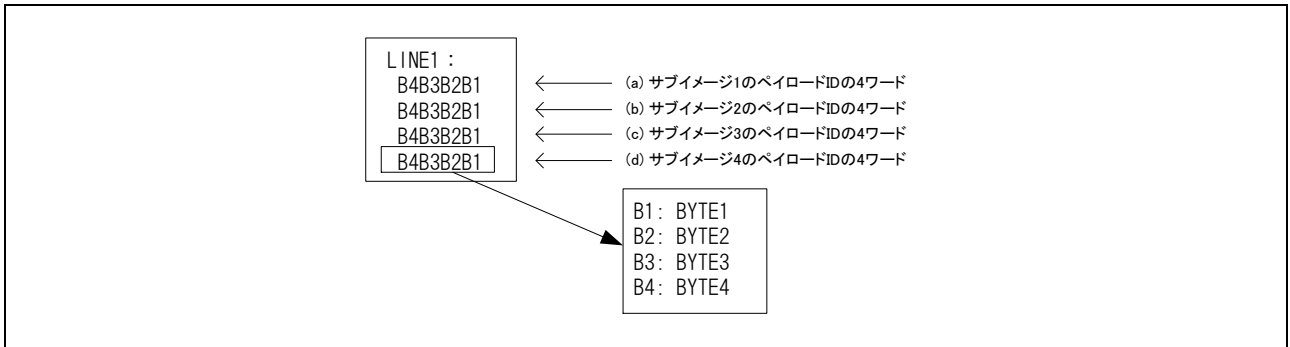 LINE1：
B4B3B2B1
(a) サブイメージ1のペイロードIDの4ワード
B4B3B2B1
(b) サブイメージ2のペイロードIDの4ワード
B4B3B2B1
(c) サブイメージ3のペイロードIDの4ワード
B4B3B2B1
(d) サブイメージ4のペイロードIDの4ワード
B1: BYTE1
B2: BYTE2
B3: BYTE3
B4: BYTE4